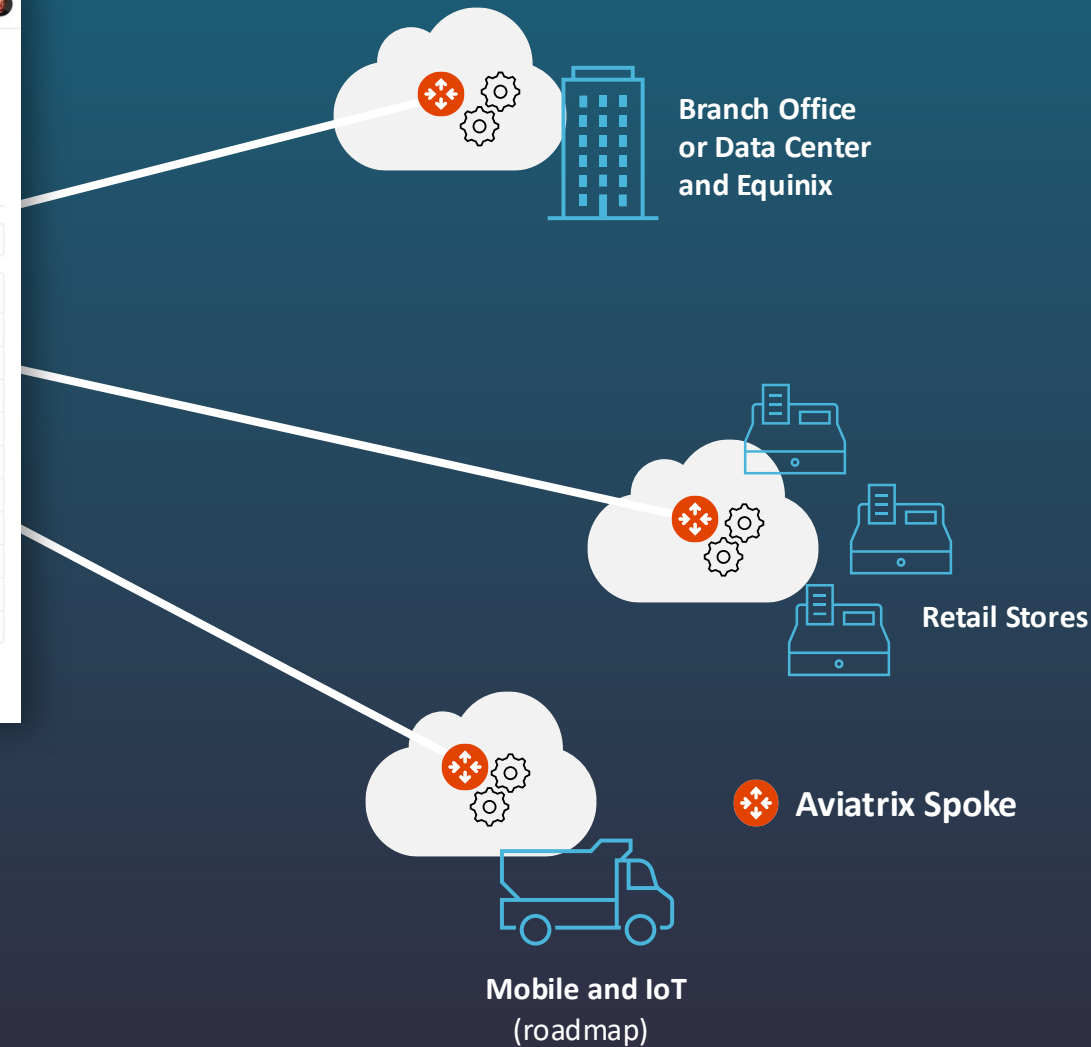 Branch Office
or Data Center
and Equinix
Retail Stores
Aviatrix Spoke
Mobile and IoT
(roadmap)